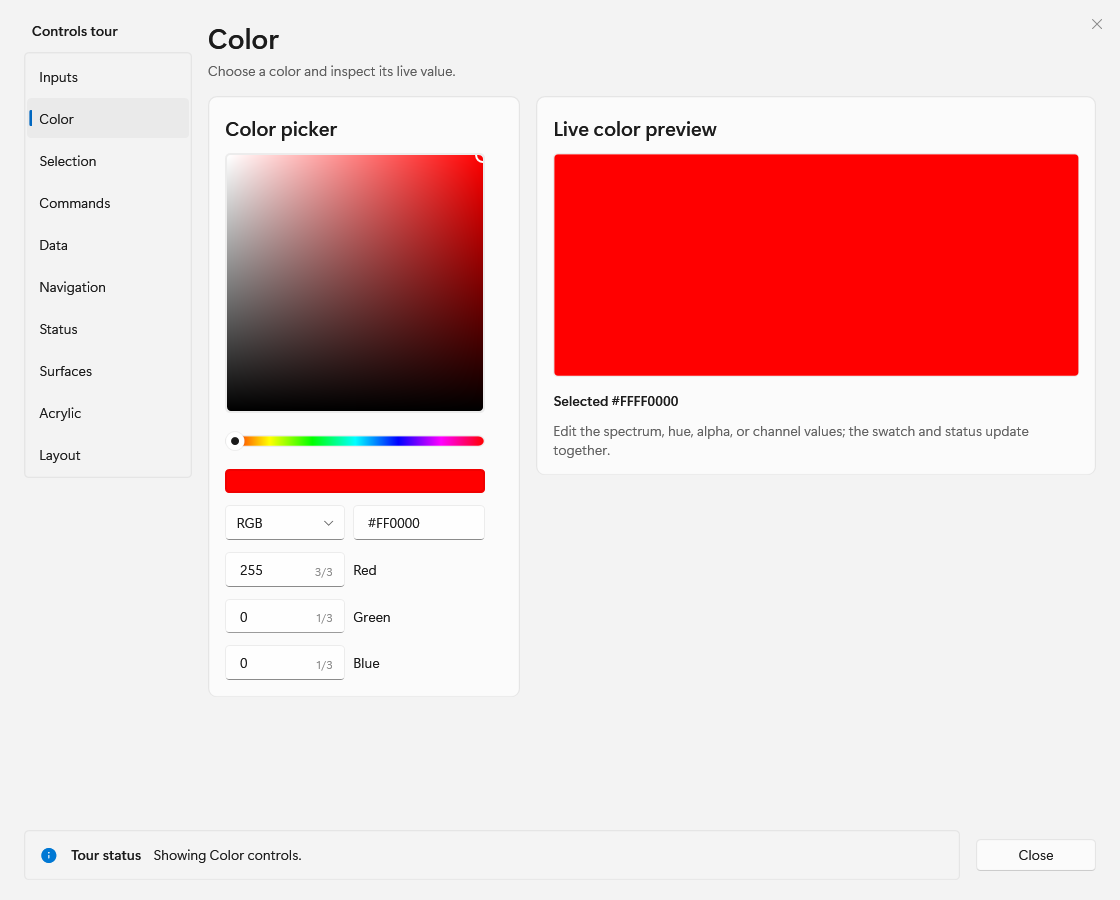 Controls tour
Inputs
Color
Selection
Commands
Data
Navigation
Status
Surfaces
Acrylic
Layout
Color
Choose a color and inspect its live value.
Color picker
RGB
#FF0000
255 3/3 Red
0 1/3 Green
0 1/3 Blue
Live color preview
Selected #FFFF0000
Edit the spectrum, hue, alpha, or channel values; the swatch and status update
together.
Tour status Showing Color controls.
Close